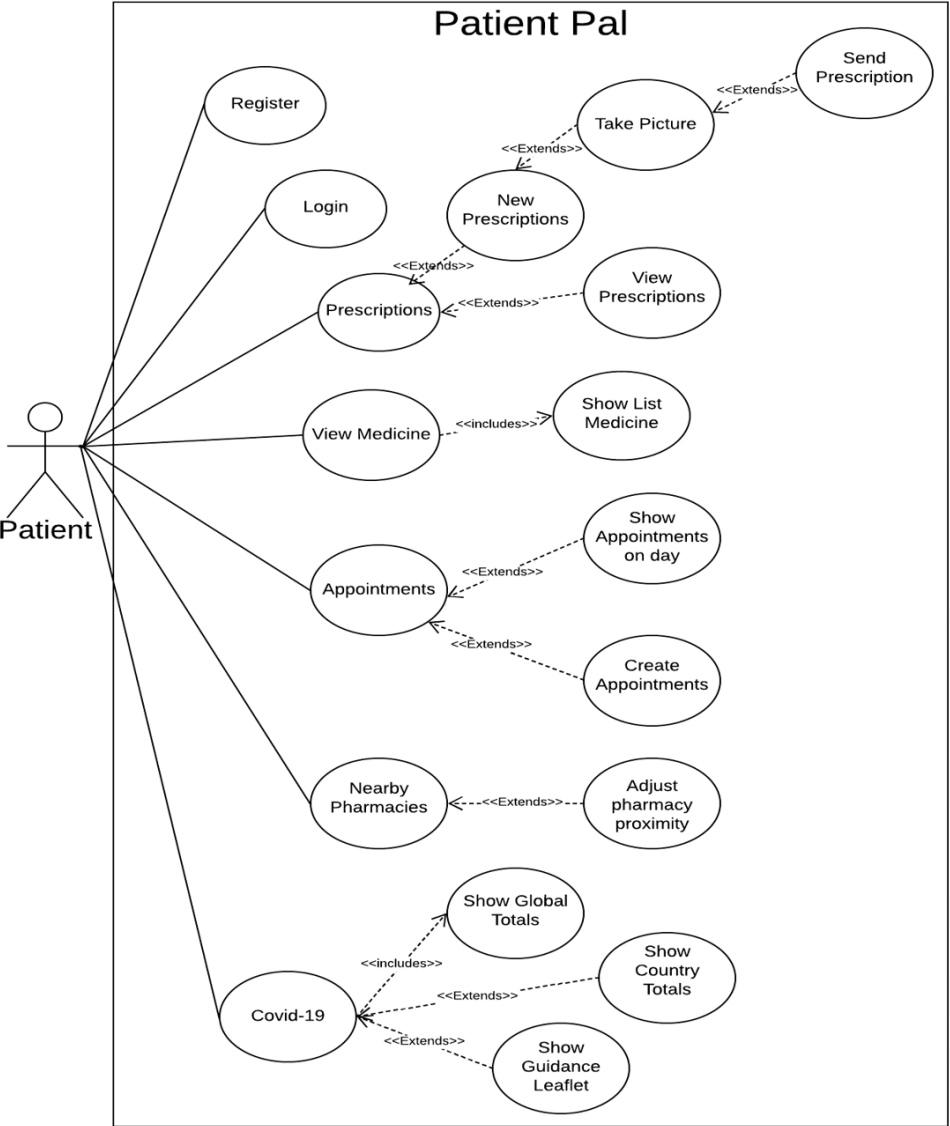 Patient Pal
Send
Prescription
<<Extends>>
Register
Take Picture
<<Extends>>
Login
New
Prescriptions
<<Extends>>
View
Prescriptions
<<Extends>>
Prescriptions
Show List
Medicine
<<includes>>
View Medicine
Patient
Show
Appointments
on day
<<Extends>>
Appointments
<<Extends>>
Create
Appointments
Nearby
Pharmacies
<<Extends>>
Adjust
pharmacy
proximity
Show Global
Totals
<<includes>>
Show
Country
Totals
<<Extends>>
Covid-19
<<Extends>>
Show
Guidance
Leaflet